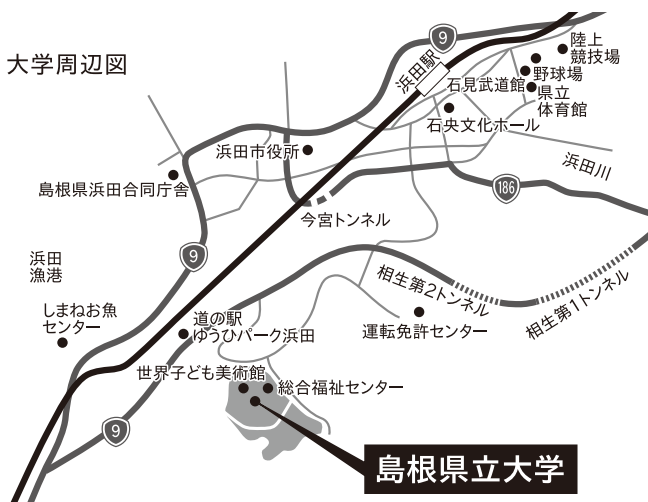 大学周辺図
9
浜田駅
陸上
競技場
野球場
石見武道館
県立
体育館
石央文化ホール
浜田市役所
浜田川
島根県浜田合同庁舎
186
今宮トンネル
9
浜田
漁港
相生第2トンネル
相生第1トンネル
しまねお魚
センター
道の駅
ゆうひパーク浜田
運転免許センター
世界子ども美術館
総合福祉センター
9
島根県立大学